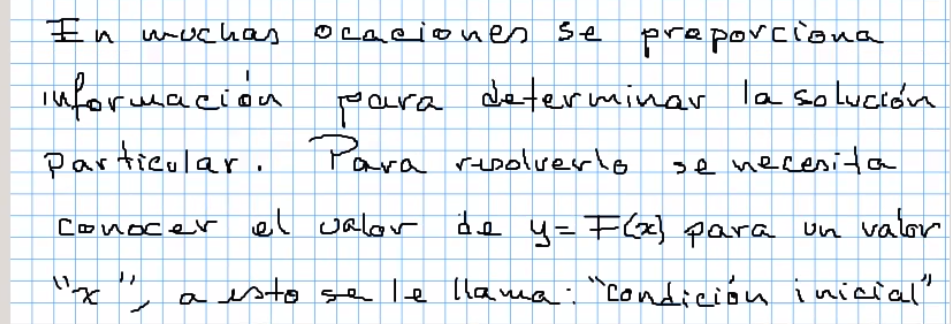 En muchas ocaciones se preporciona
información para determinar la solución
particular. Para resolverlo se necesita
conocer el valor de y=F(x) para un valor
"x", a esto se le llama: "condición inicial"